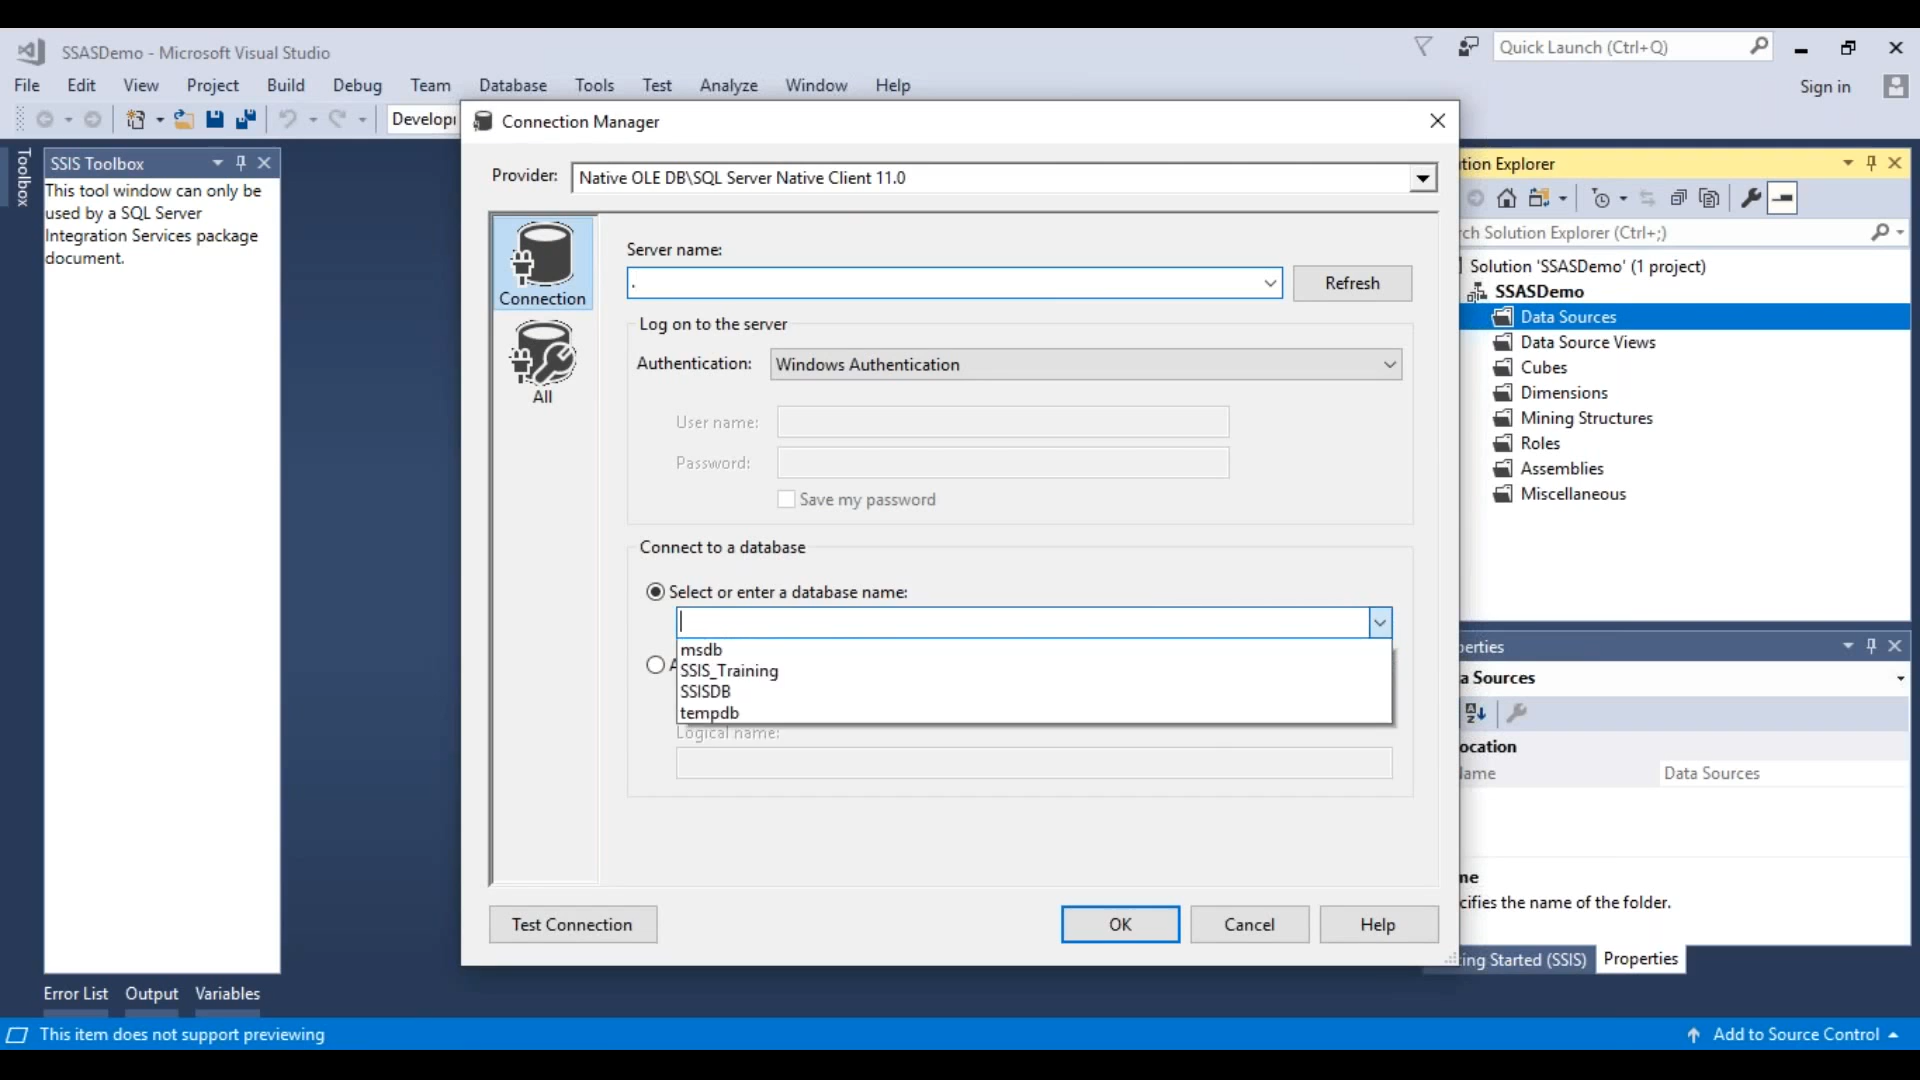 SSASDemo - Microsoft Visual Studio
Quick Launch (Ctrl+Q)
File Edit View Project Build Debug Team Database Tools Test Analyze Window Help
Sign in
Develop
Connection Manager
Toolbox
SSIS Toolbox
This tool window can only be
used by a SQL Server
Integration Services package
document.
Provider: Native OLE DB\SQL Server Native Client 11.0
Connection
All
Server name:
.
Refresh
Log on to the server
Authentication: Windows Authentication
User name:
Password:
Save my password
Connect to a database
Select or enter a database name:
msdb
SSIS_Training
SSISDB
tempdb
Logical name:
Test Connection OK Cancel Help
tion Explorer
rch Solution Explorer (Ctrl+;)
Solution 'SSASDemo' (1 project)
SSASDemo
Data Sources
Data Source Views
Cubes
Dimensions
Mining Structures
Roles
Assemblies
Miscellaneous
perties
a Sources
ocation
ame Data Sources
me
cifies the name of the folder.
ing Started (SSIS) Properties
Error List Output Variables
This item does not support previewing
Add to Source Control